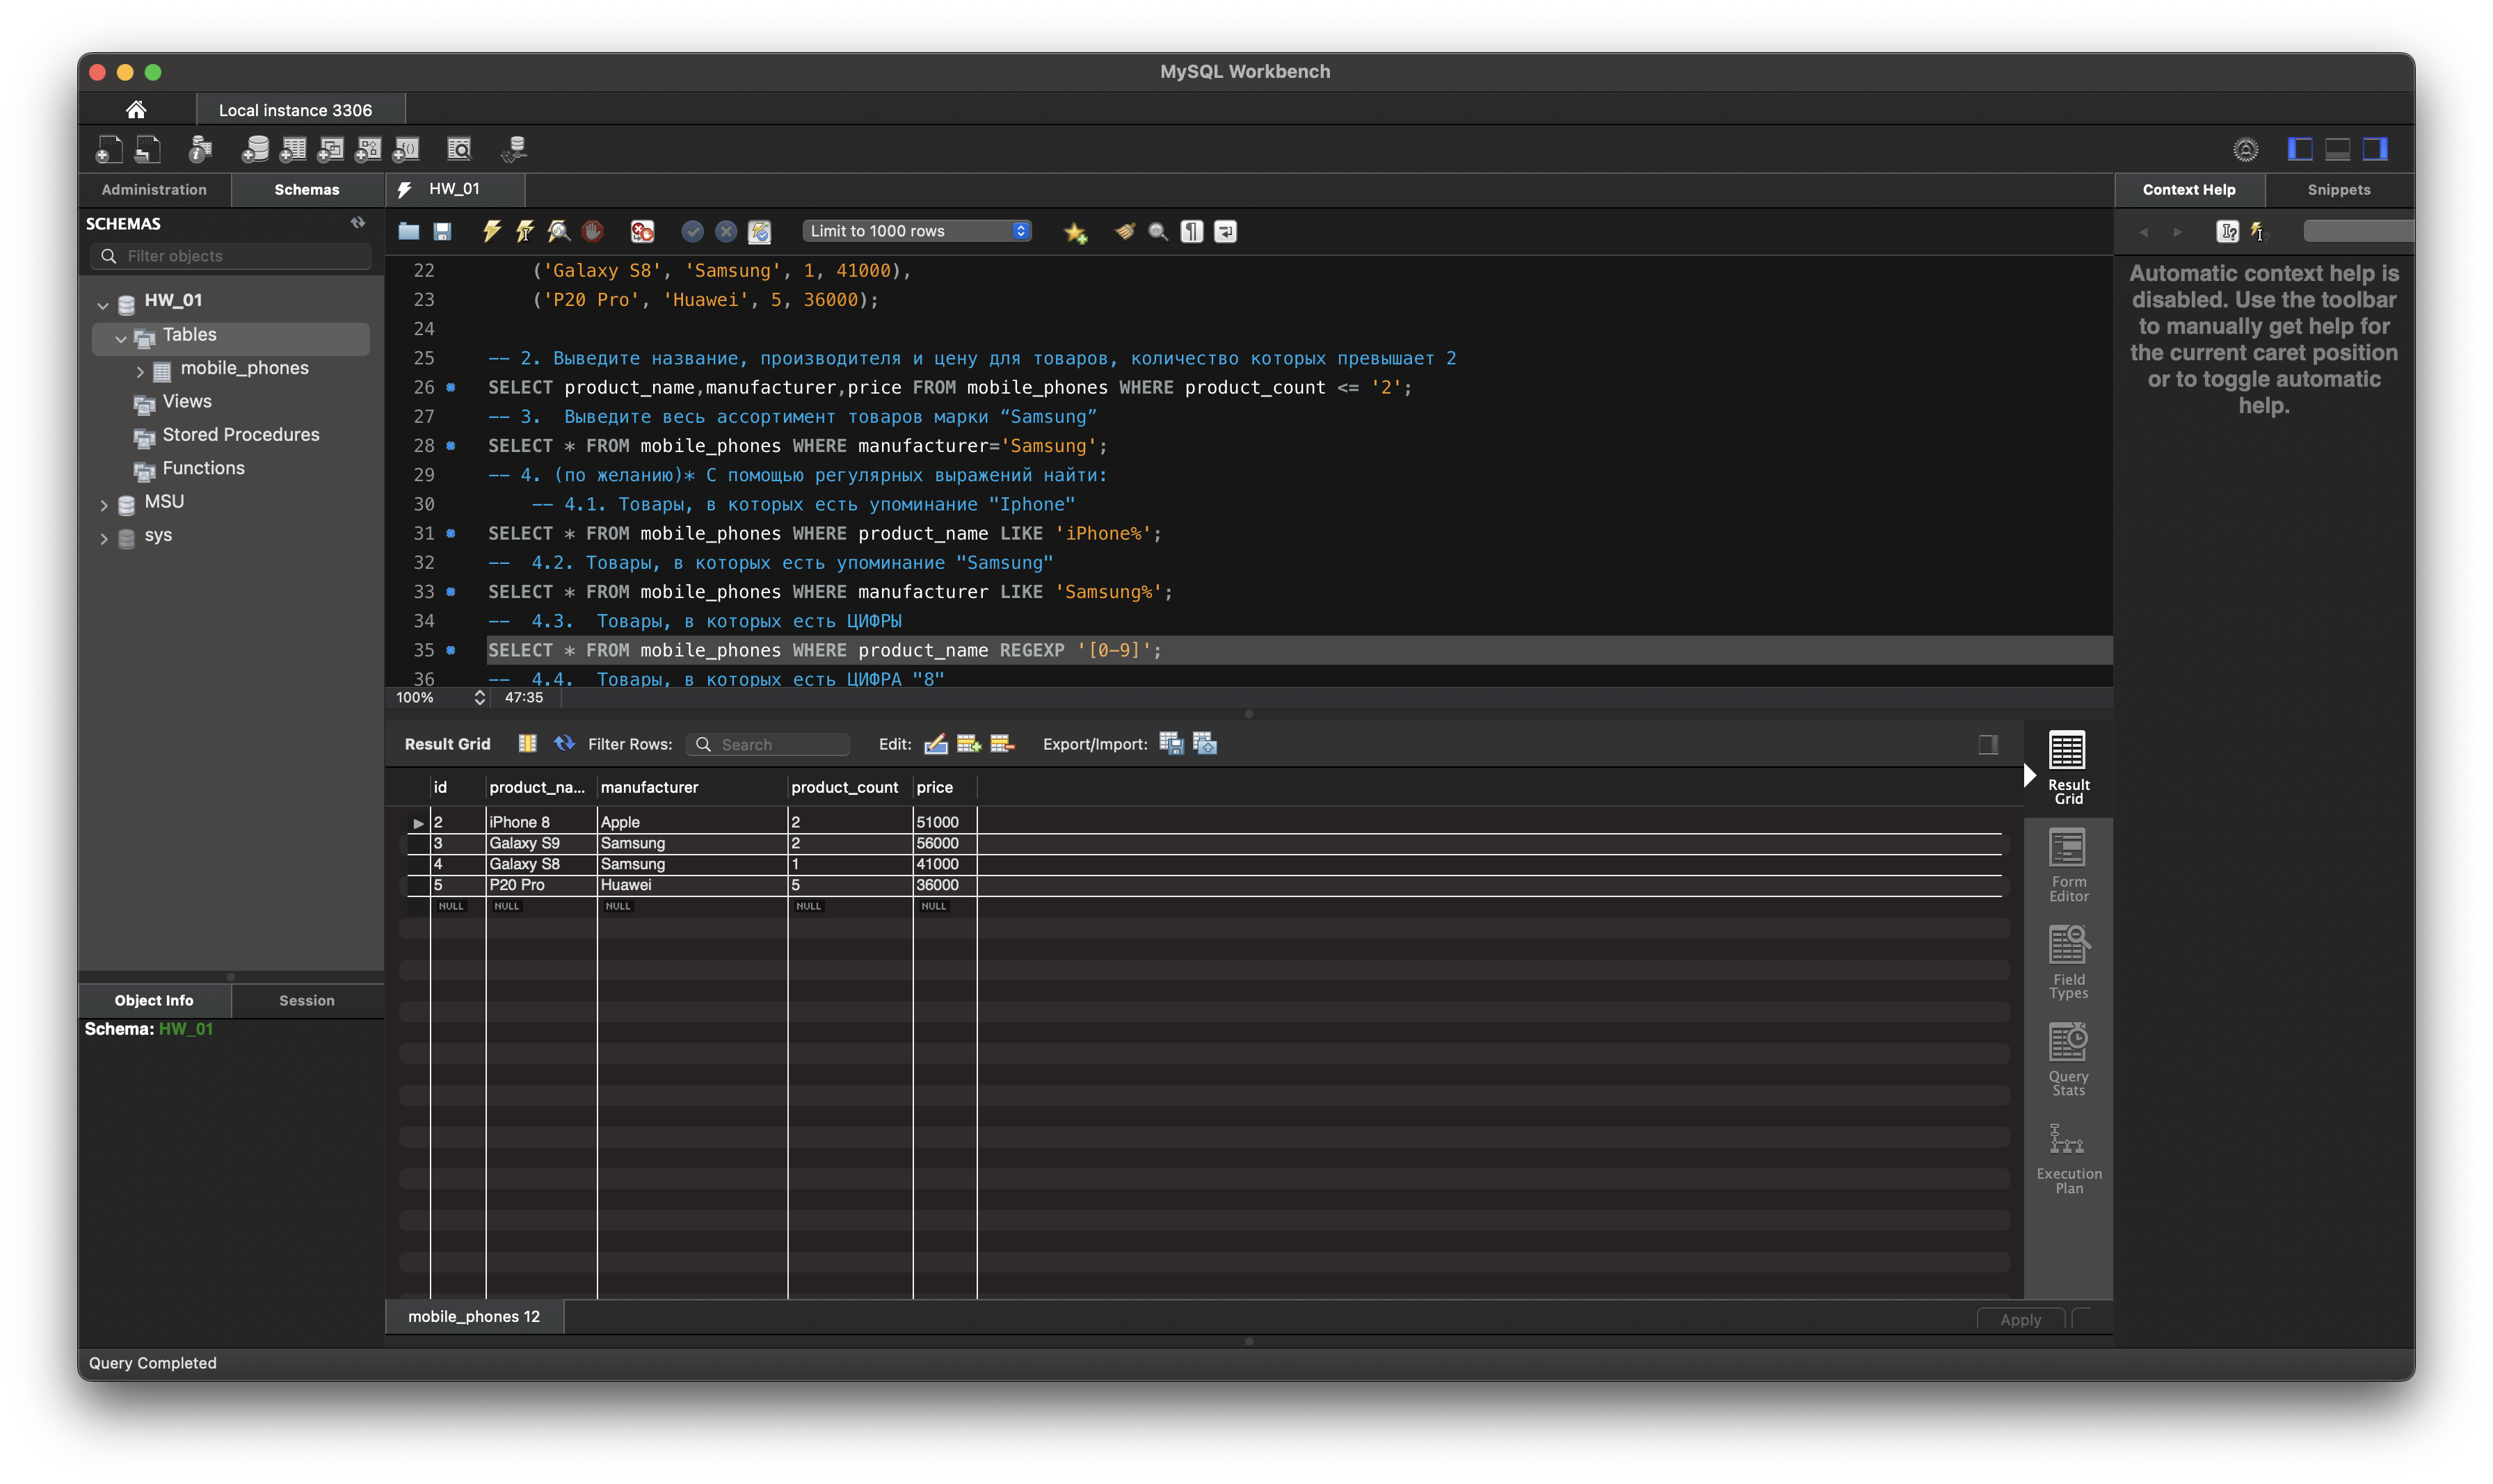 MySQL Workbench
Local instance 3306
Administration
Schemas
SCHEMAS
Filter objects
HW_01
Tables
mobile_phones
Views
Stored Procedures
Functions
MSU
sys
Object Info
Session
Schema: HW_01
HW_01
Limit to 1000 rows
22 ('Galaxy S8', 'Samsung', 1, 41000),
23 ('P20 Pro', 'Huawei', 5, 36000);
24
25 -- 2. Выведите название, производителя и цену для товаров, количество которых превышает 2
26 SELECT product_name,manufacturer,price FROM mobile_phones WHERE product_count <= '2';
27 -- 3.  Выведите весь ассортимент товаров марки “Samsung”
28 SELECT * FROM mobile_phones WHERE manufacturer='Samsung';
29 -- 4. (по желанию)* С помощью регулярных выражений найти:
30 -- 4.1. Товары, в которых есть упоминание "Iphone"
31 SELECT * FROM mobile_phones WHERE product_name LIKE 'iPhone%';
32 --  4.2. Товары, в которых есть упоминание "Samsung"
33 SELECT * FROM mobile_phones WHERE manufacturer LIKE 'Samsung%';
34 --  4.3.  Товары, в которых есть ЦИФРЫ
35 SELECT * FROM mobile_phones WHERE product_name REGEXP '[0-9]';
36 --  4.4.  Товары, в которых есть ЦИФРА "8"
100% 47:35
Result Grid Filter Rows: Search Edit: Export/Import:
id product_na... manufacturer product_count price
2 iPhone 8 Apple 2 51000
3 Galaxy S9 Samsung 2 56000
4 Galaxy S8 Samsung 1 41000
5 P20 Pro Huawei 5 36000
NULL NULL NULL NULL NULL
Result
Grid
Form
Editor
Field
Types
Query
Stats
Execution
Plan
mobile_phones 12
Apply
Context Help
Snippets
Automatic context help is
disabled. Use the toolbar
to manually get help for
the current caret position
or to toggle automatic
help.
Query Completed